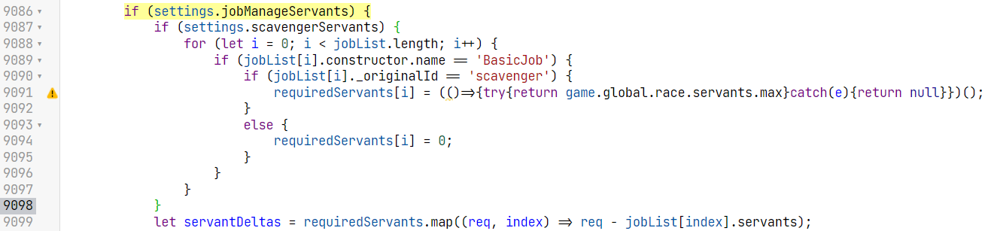 9086 if (settings.jobManageServants) {
9087 if (settings.scavengerServants) {
9088 for (let i = 0; i < jobList.length; i++) {
9089 if (jobList[i].constructor.name == 'BasicJob') {
9090 if (jobList[i]._originalId == 'scavenger') {
9091 requiredServants[i] = (()=>{try{return game.global.race.servants.max}catch(e){return null}})();
9092 }
9093 else {
9094 requiredServants[i] = 0;
9095 }
9096 }
9097 }
9098 }
9099 let servantDeltas = requiredServants.map((req, index) => req - jobList[index].servants);